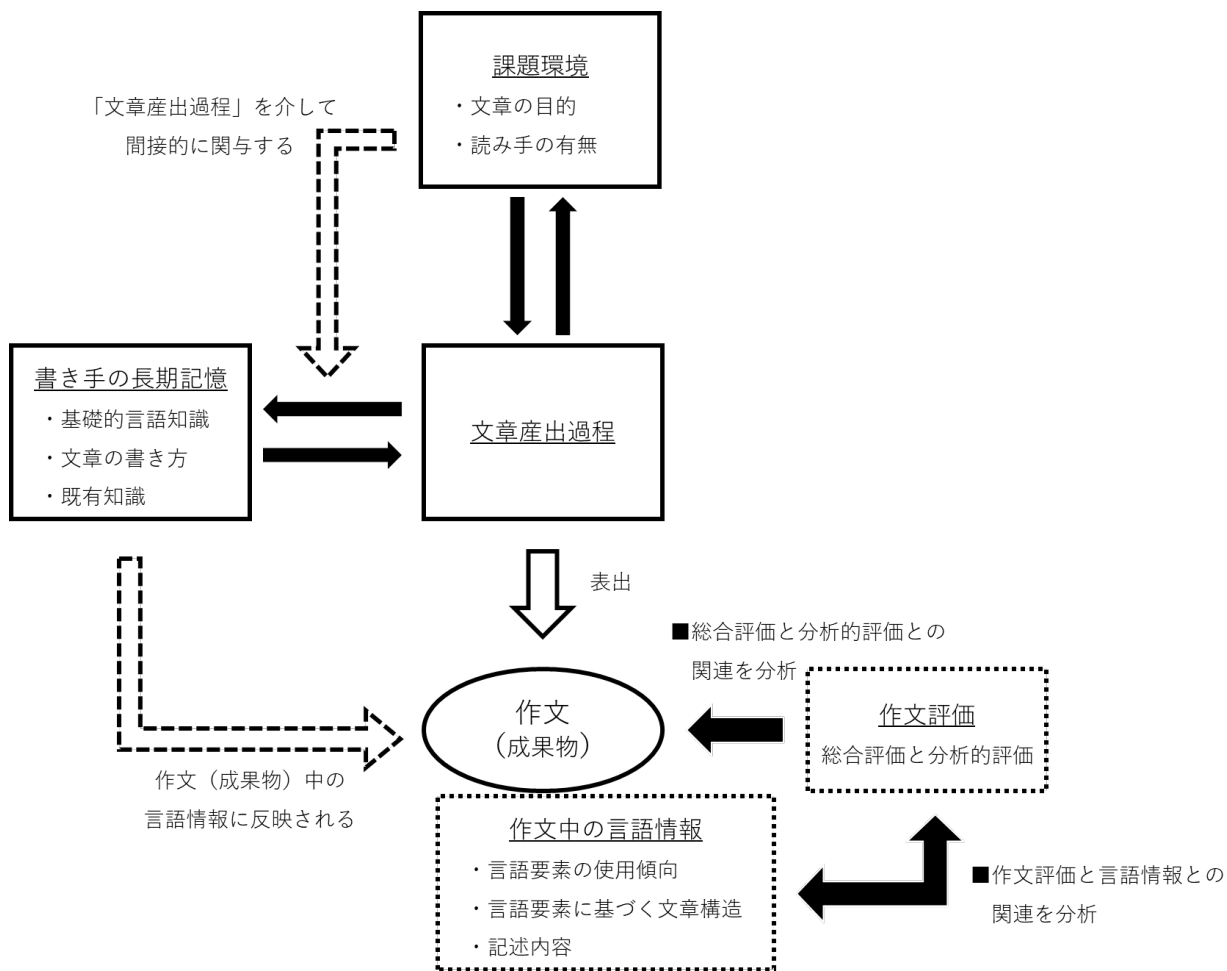 課題環境
・文章の目的
・読み手の有無
「文章産出過程」を介して
間接的に関与する
書き手の長期記憶
・基礎的言語知識
・文章の書き方
・既有知識
文章産出過程
表出
■総合評価と分析的評価との
関連を分析
作文
(成果物)
作文評価
総合評価と分析的評価
作文（成果物）中の
言語情報に反映される
作文中の言語情報
・言語要素の使用傾向
・言語要素に基づく文章構造
・記述内容
■作文評価と言語情報との
関連を分析